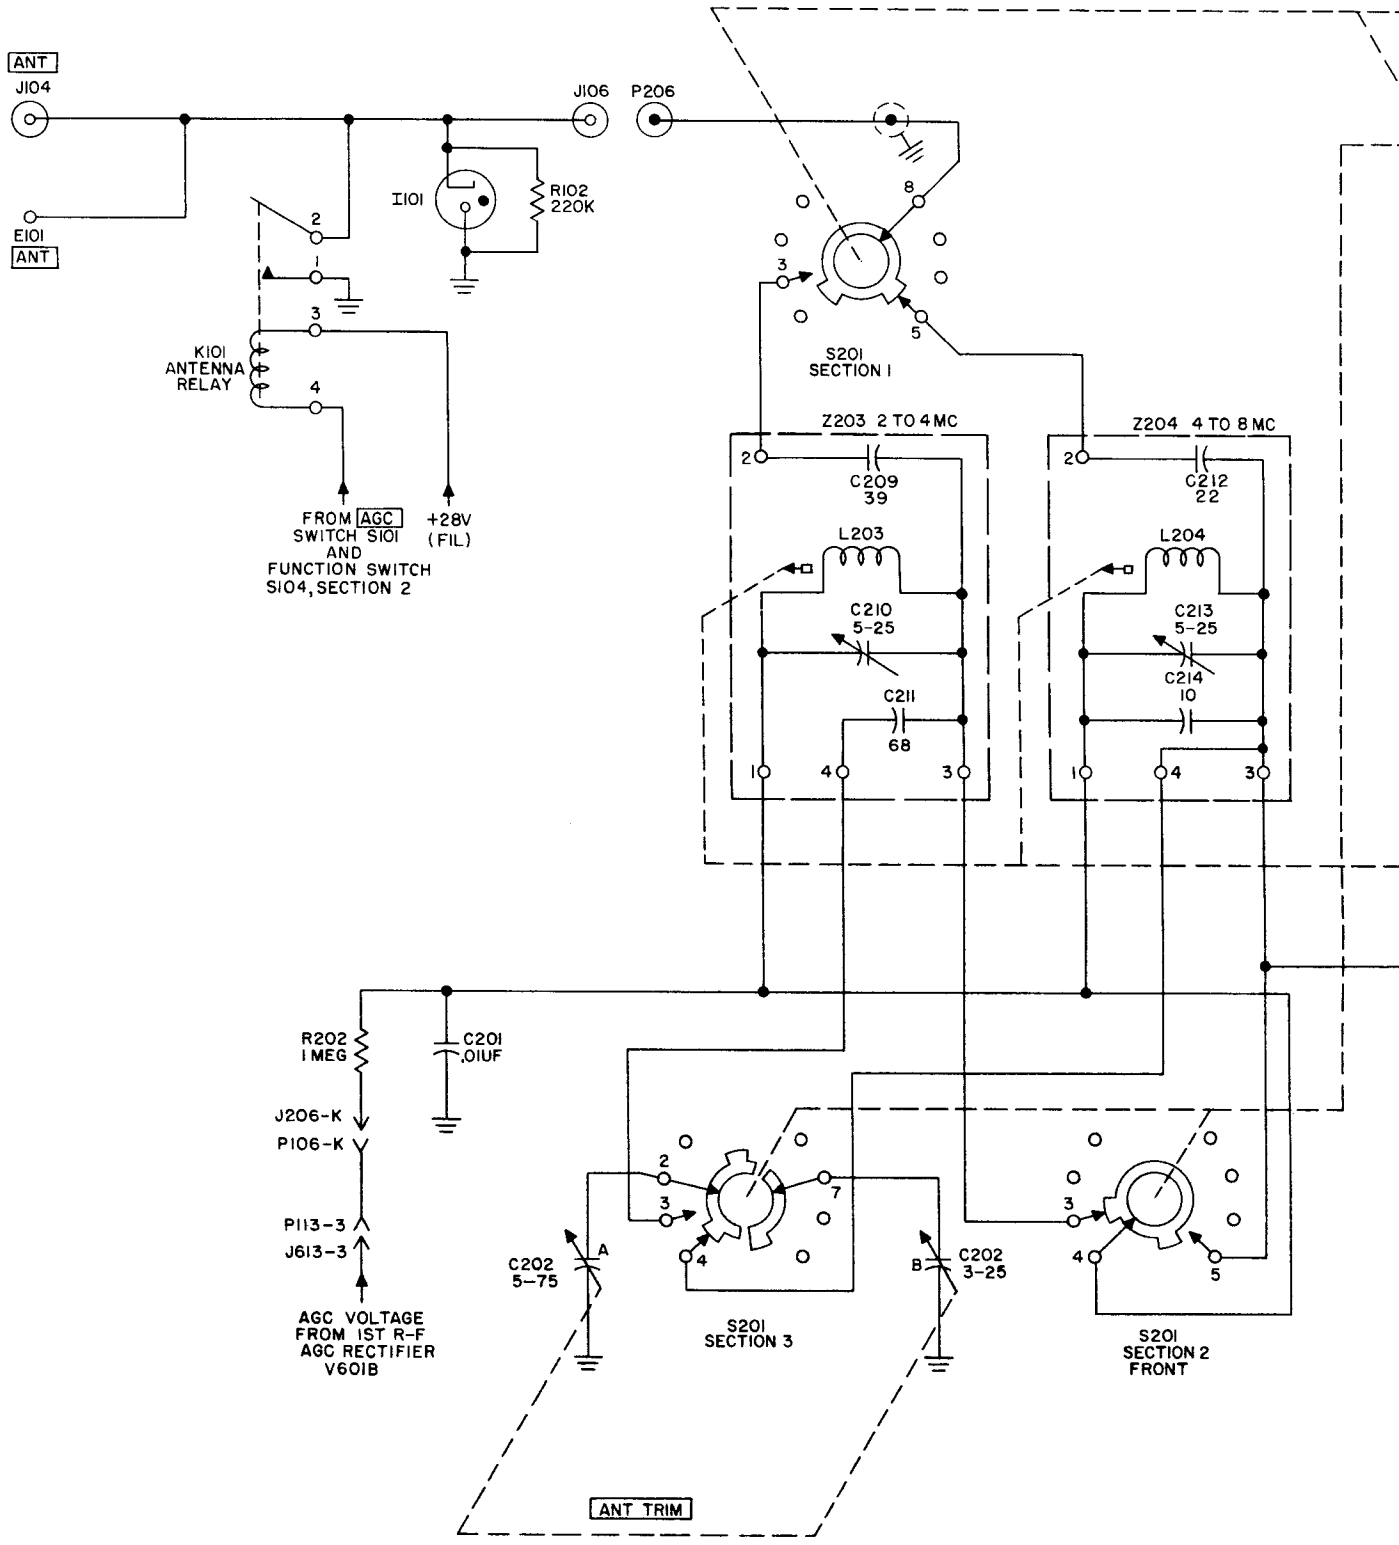 ANT
J104
E101
ANT
2
1
3
4
K101
ANTENNA
RELAY
I101
R102
220K
J106
P206
FROM AGC
SWITCH S101
AND
FUNCTION SWITCH
S104, SECTION 2
+28V
(FIL)
8
3
5
S201
SECTION 1
Z203 2 TO 4 MC
2
C209
39
L203
C210
5-25
C211
68
1
4
3
Z204 4 TO 8 MC
2
C212
22
L204
C213
5-25
C214
10
1
4
3
R202
1 MEG
C201
.01UF
J206-K
P106-K
P113-3
J613-3
AGC VOLTAGE
FROM 1ST R-F
AGC RECTIFIER
V601B
2
3
4
7
A
C202
5-75
B
C202
3-25
S201
SECTION 3
3
4
5
S201
SECTION 2
FRONT
ANT TRIM